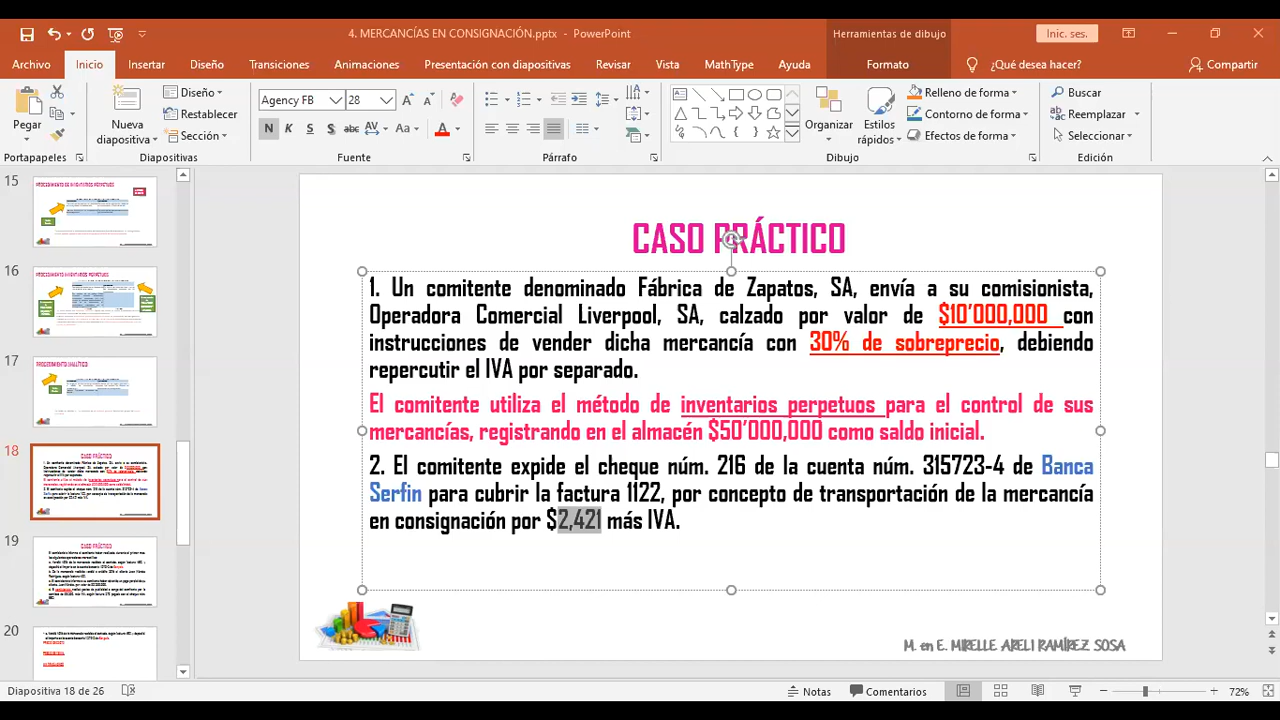 4. MERCANCÍAS EN CONSIGNACIÓN.pptx - PowerPoint
Herramientas de dibujo
Inic. ses.
Archivo Inicio Insertar Diseño Transiciones Animaciones Presentación con diapositivas Revisar Vista MathType Ayuda Formato ¿Qué desea hacer? Compartir
Pegar
Nueva diapositiva
Diseño
Restablecer
Sección
Agency FB 28
N K S S abc AV Aa A
Organizar
Estilos rápidos
Relleno de forma
Contorno de forma
Efectos de forma
Buscar
Reemplazar
Seleccionar
Portapapeles Diapositivas Fuente Párrafo Dibujo Edición
15
16
17
18
19
20
CASO PRÁCTICO
1. Un comitente denominado Fábrica de Zapatos, SA, envía a su comisionista,
Operadora Comercial Liverpool, SA, calzado por valor de $10’000,000 con
instrucciones de vender dicha mercancía con 30% de sobreprecio, debiendo
repercutir el IVA por separado.
El comitente utiliza el método de inventarios perpetuos para el control de sus
mercancías, registrando en el almacén $50’000,000 como saldo inicial.
2. El comitente expide el cheque núm. 216 de la cuenta núm. 315723-4 de Banca
Serfin para cubrir la factura 1122, por concepto de transportación de la mercancía
en consignación por $2,421 más IVA.
M. en E. MIRELLE ARELI RAMÍREZ SOSA
Diapositiva 18 de 26
Notas
Comentarios
72%